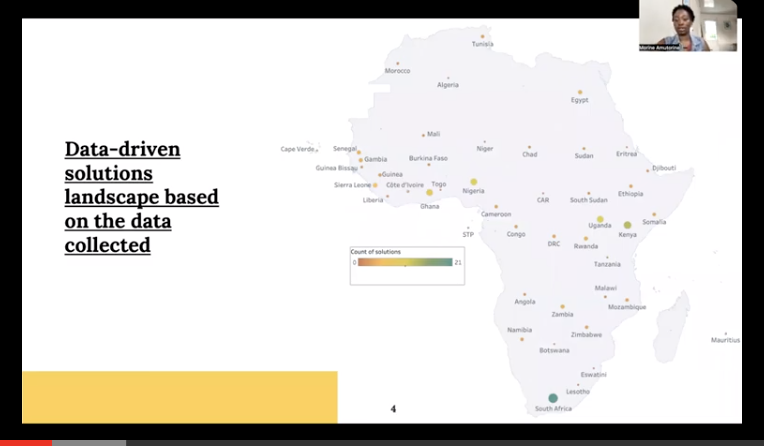 Marine Amutorine
Data-driven
solutions
landscape based
on the data
collected
Tunisia
Morocco
Algeria
Egypt
Mali
Cape Verde
Senegal
Niger
Chad
Sudan
Eritrea
Gambia
Burkina Faso
Djibouti
Guinea Bissau
Guinea
Sierra Leone
Côte d'Ivoire
Togo
Nigeria
Ethiopia
Liberia
Ghana
CAR
South Sudan
Cameroon
Somalia
STP
Congo
Uganda
Kenya
DRC
Rwanda
Count of solutions
0
21
Tanzania
Malawi
Angola
Mozambique
Zambia
Namibia
Zimbabwe
Mauritius
Botswana
Eswatini
Lesotho
South Africa
4